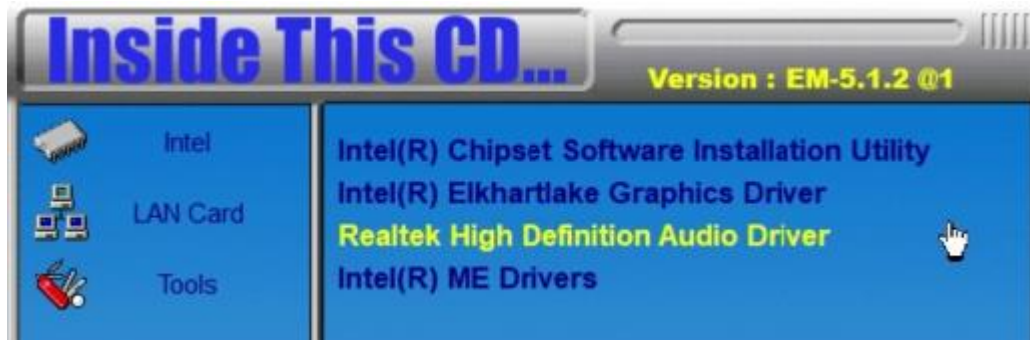 Inside This CD...
Version : EM-5.1.2 @1
Intel
LAN Card
Tools
Intel(R) Chipset Software Installation Utility
Intel(R) Elkhartlake Graphics Driver
Realtek High Definition Audio Driver
Intel(R) ME Drivers